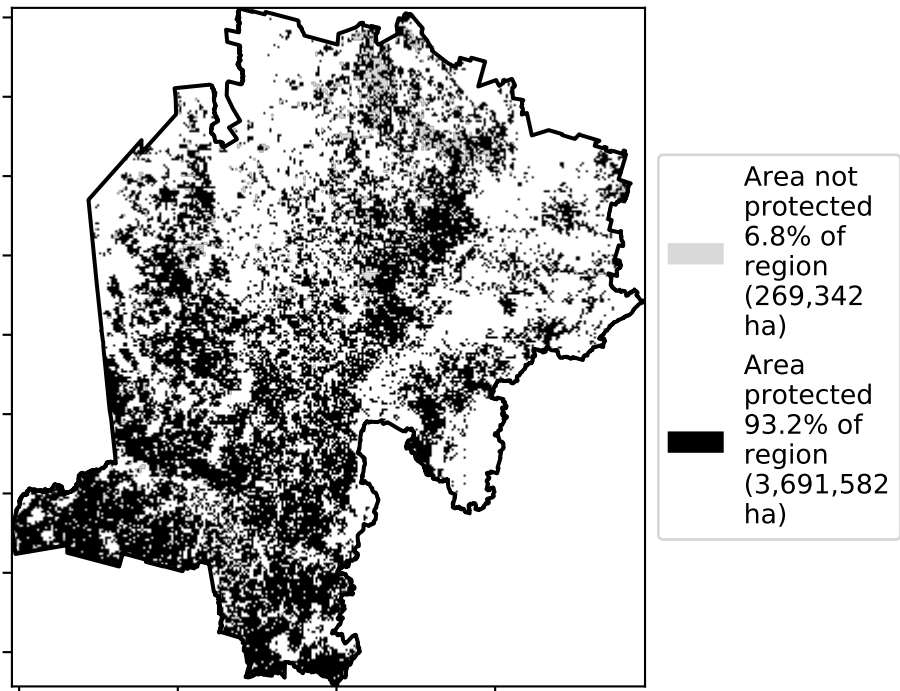 Area not
protected
6.8% of
region
(269,342
ha)
Area
protected
93.2% of
region
(3,691,582
ha)